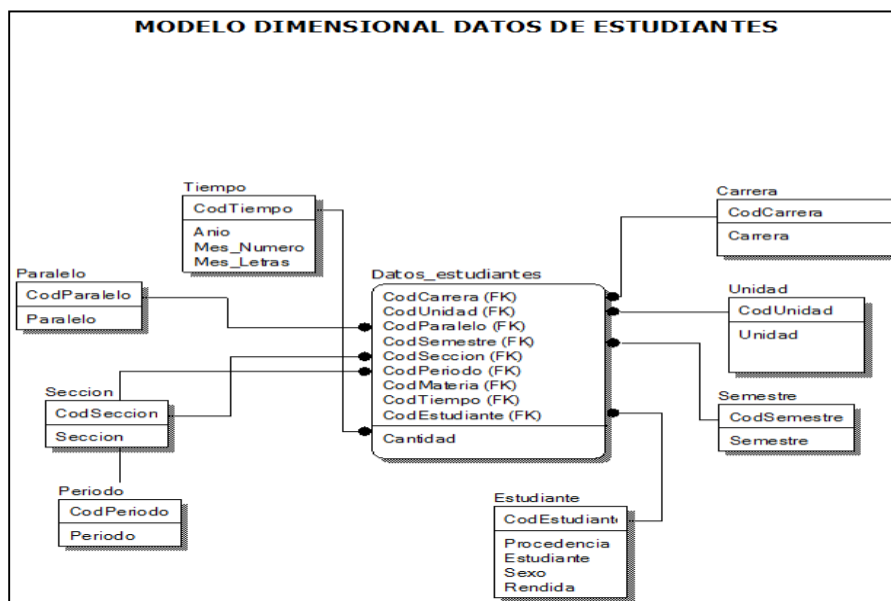 MODELO DIMENSIONAL DATOS DE ESTUDIANTES
Tiempo
CodTiempo
Anio
Mes_Numero
Mes_Letras
Paralelo
CodParalelo
Paralelo
Seccion
CodSeccion
Seccion
Periodo
CodPeriodo
Periodo
Datos_estudiantes
CodCarrera (FK)
CodUnidad (FK)
CodParalelo (FK)
CodSemestre (FK)
CodSeccion (FK)
CodPeriodo (FK)
CodMateria (FK)
CodTiempo (FK)
CodEstudiante (FK)
Cantidad
Carrera
CodCarrera
Carrera
Unidad
CodUnidad
Unidad
Semestre
CodSemestre
Semestre
Estudiante
CodEstudiante
Procedencia
Estudiante
Sexo
Rendida